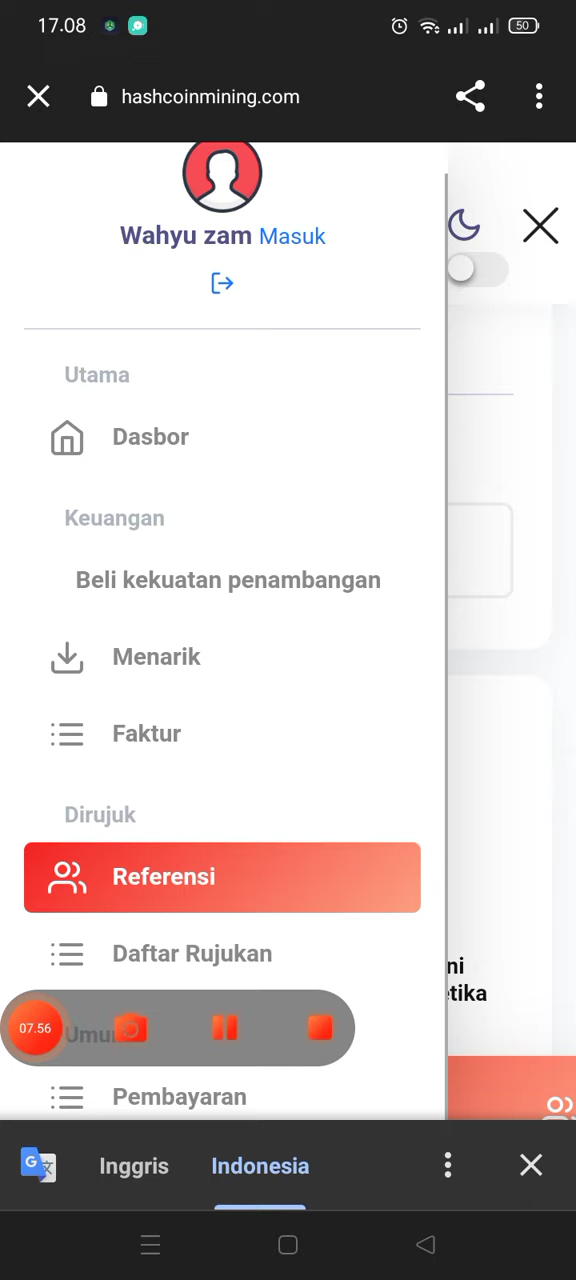 17.08
50
hashcoinmining.com
Wahyu zam Masuk
Utama
Dasbor
Keuangan
Beli kekuatan penambangan
Menarik
Faktur
Dirujuk
Referensi
Daftar Rujukan
ni
etika
07.56
Umu
Pembayaran
Inggris
Indonesia